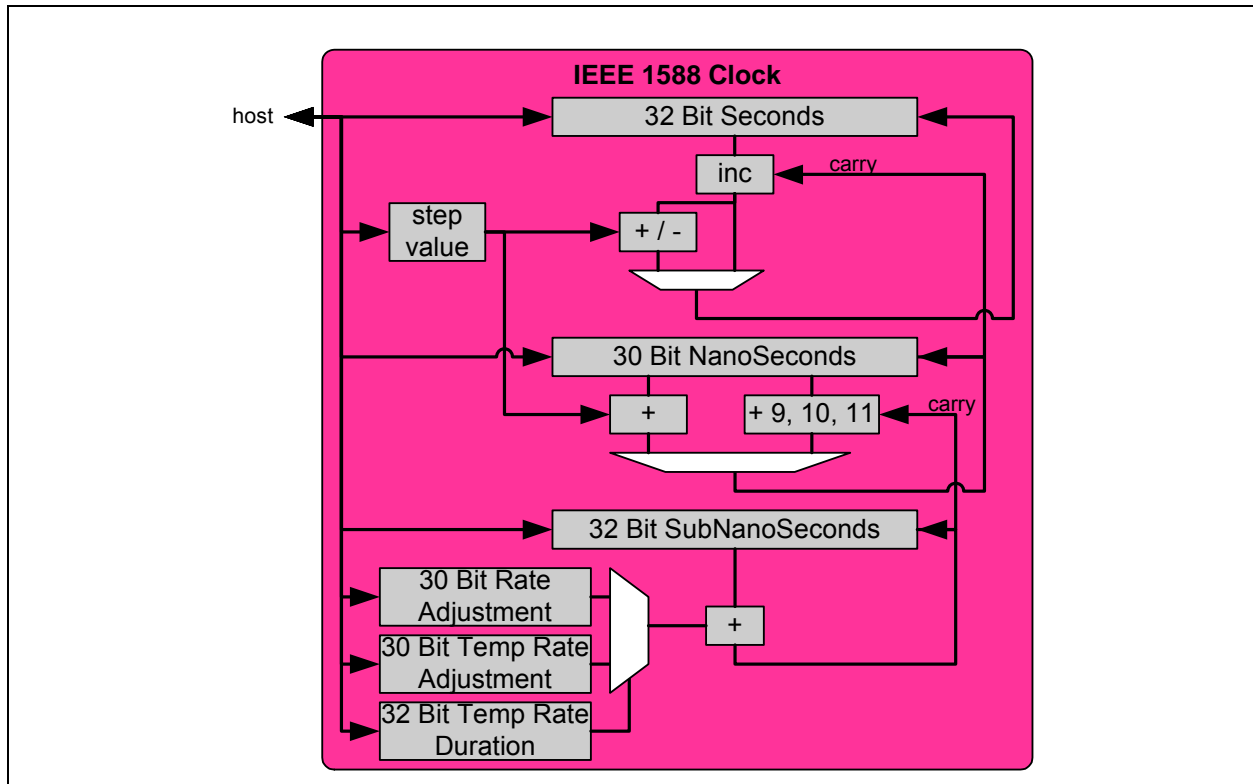 IEEE 1588 Clock
host
32 Bit Seconds
inc
carry
step
value
+ / -
30 Bit NanoSeconds
+
+ 9, 10, 11
carry
32 Bit SubNanoSeconds
30 Bit Rate
Adjustment
+
30 Bit Temp Rate
Adjustment
32 Bit Temp Rate
Duration